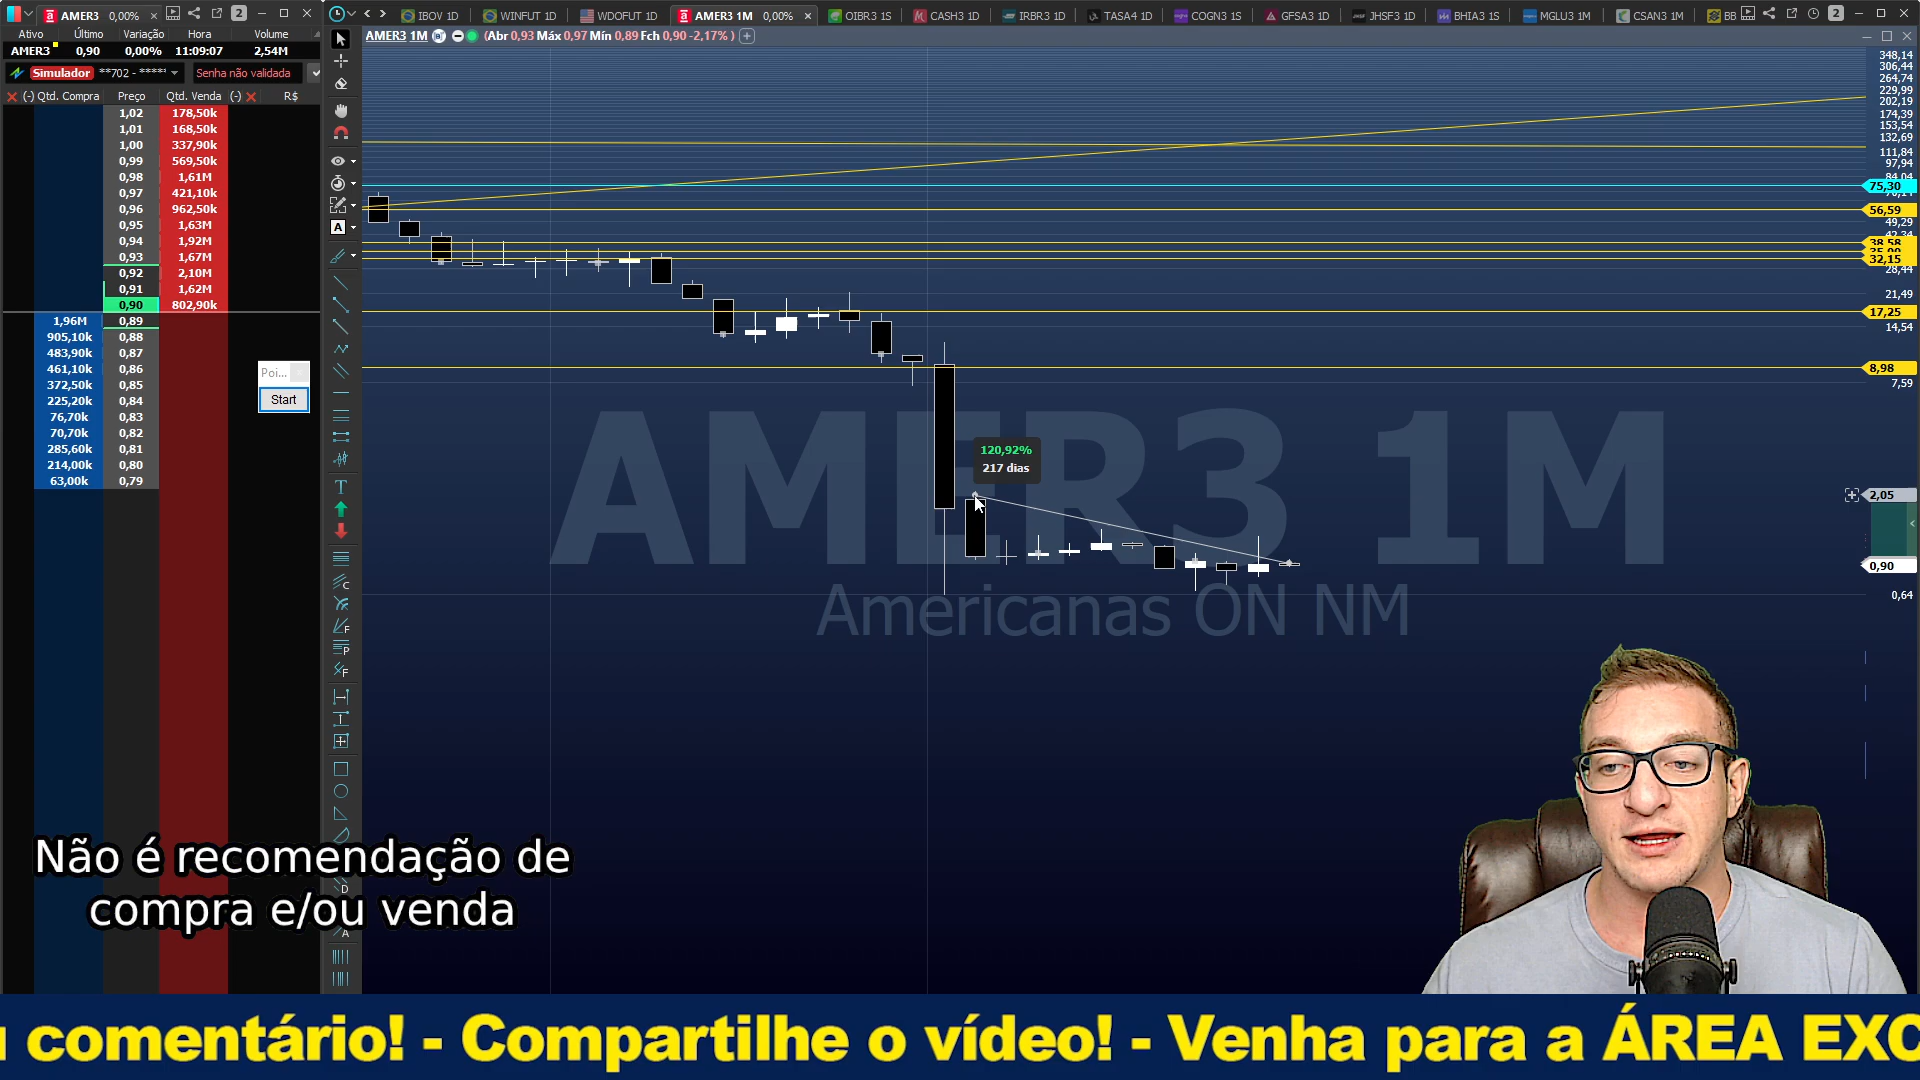 AMER3 0,00% 2
Ativo Último Variação Hora Volume
AMER3 0,90 0,00% 11:09:07 2,54M
Simulador **702 - ****' Senha não validada
(-) Qtd. Compra Preço Qtd. Venda (-) R$
1,02 178,50k
1,01 168,50k
1,00 337,90k
0,99 569,50k
0,98 1,61M
0,97 421,10k
0,96 962,50k
0,95 1,63M
0,94 1,92M
0,93 1,67M
0,92 2,10M
0,91 1,62M
0,90 802,90k
1,96M 0,89
905,10k 0,88
483,90k 0,87
461,10k 0,86
372,50k 0,85
225,20k 0,84
76,70k 0,83
70,70k 0,82
285,60k 0,81
214,00k 0,80
63,00k 0,79
Poi...
Start
IBOV 1D WINFUT 1D WDOFUT 1D AMER3 1M 0,00% OIBR3 1S CASH3 1D IRBR3 1D TASA4 1D COGN3 1S GFSA3 1D JHSF3 1D BHIA3 1S MGLU3 1M CSAN3 1M BB 2
AMER3 1M (Abr 0,93 Máx 0,97 Mín 0,89 Fch 0,90 -2,17% )
348,14
306,44
264,74
229,99
202,19
174,39
153,54
132,69
111,84
97,94
84,04
75,30
56,59
49,29
38,58
32,15
28,44
21,49
17,25
14,54
8,98
7,59
2,05
0,90
0,64
120,92%
217 dias
AMER3 1M
Americanas ON NM
Não é recomendação de
compra e/ou venda
comentário! - Compartilhe o vídeo! - Venha para a ÁREA EXC